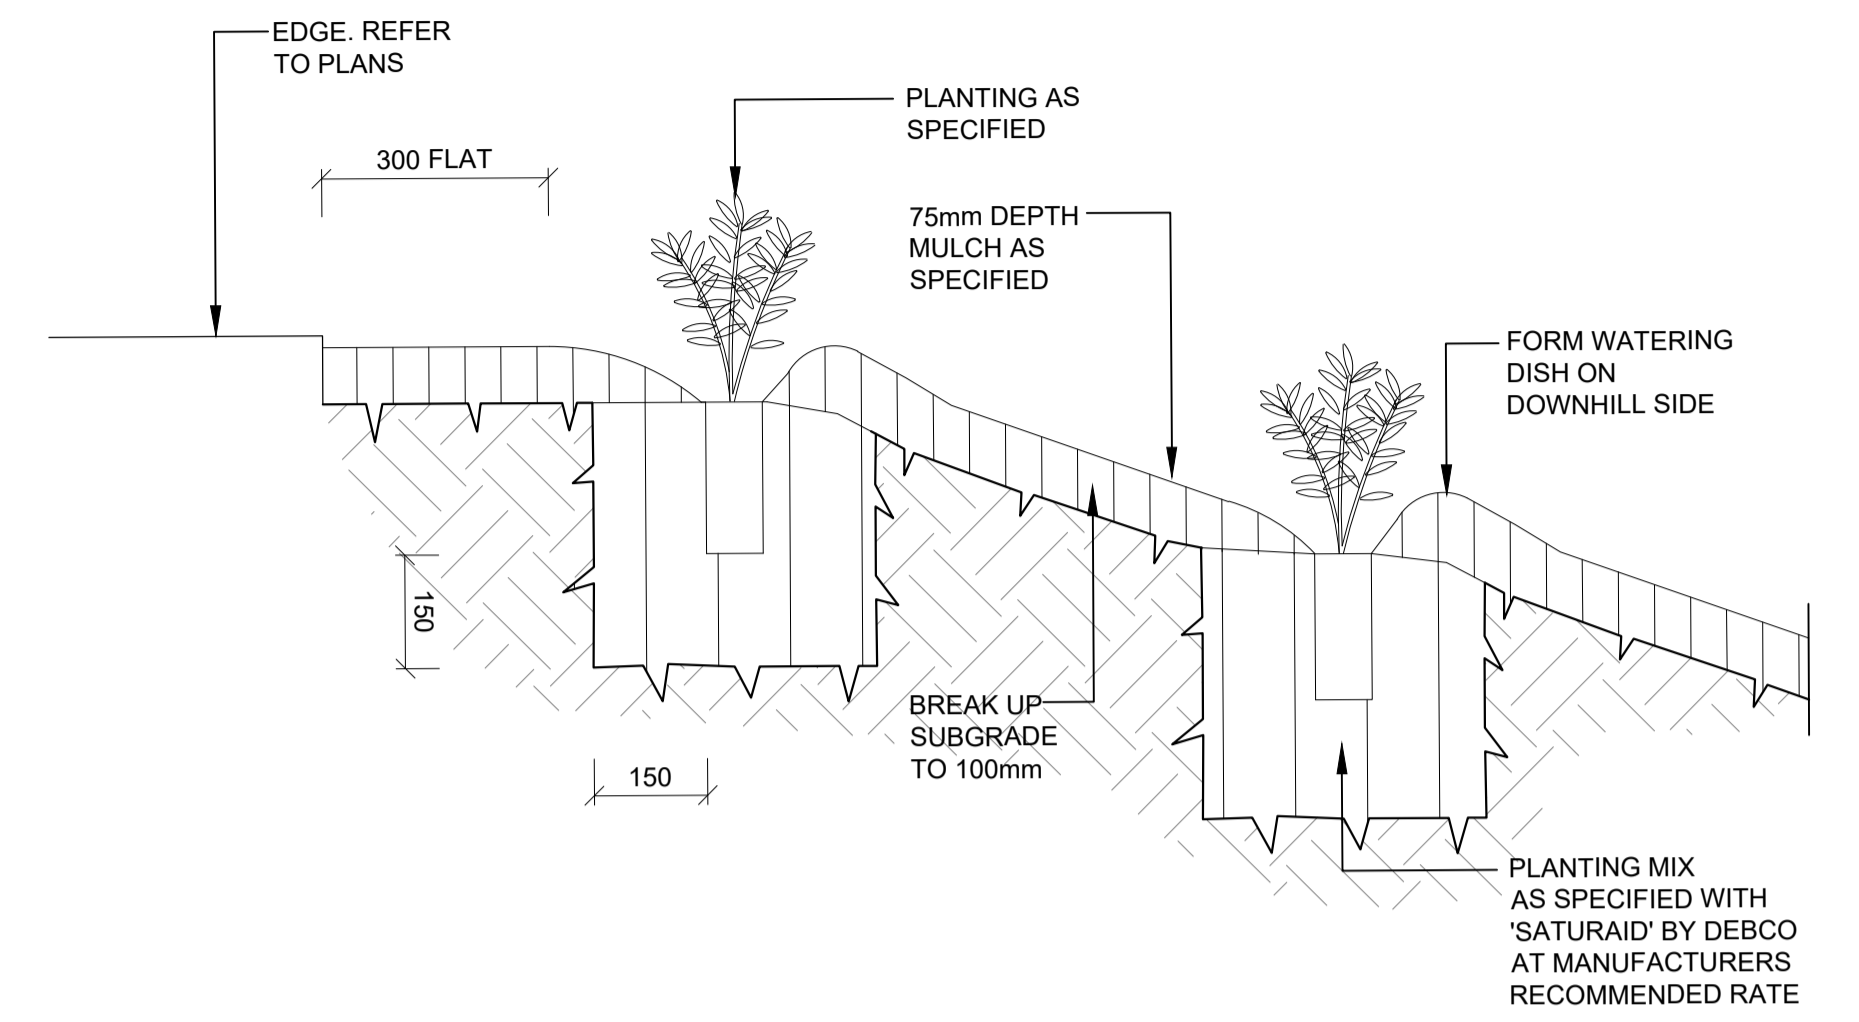 EDGE. REFER
TO PLANS
PLANTING AS
SPECIFIED
300 FLAT
75mm DEPTH
MULCH AS
SPECIFIED
FORM WATERING
DISH ON
DOWNHILL SIDE
150
BREAK UP
SUBGRADE
TO 100mm
150
PLANTING MIX
AS SPECIFIED WITH
'SATURAID' BY DEBCO
AT MANUFACTURERS
RECOMMENDED RATE